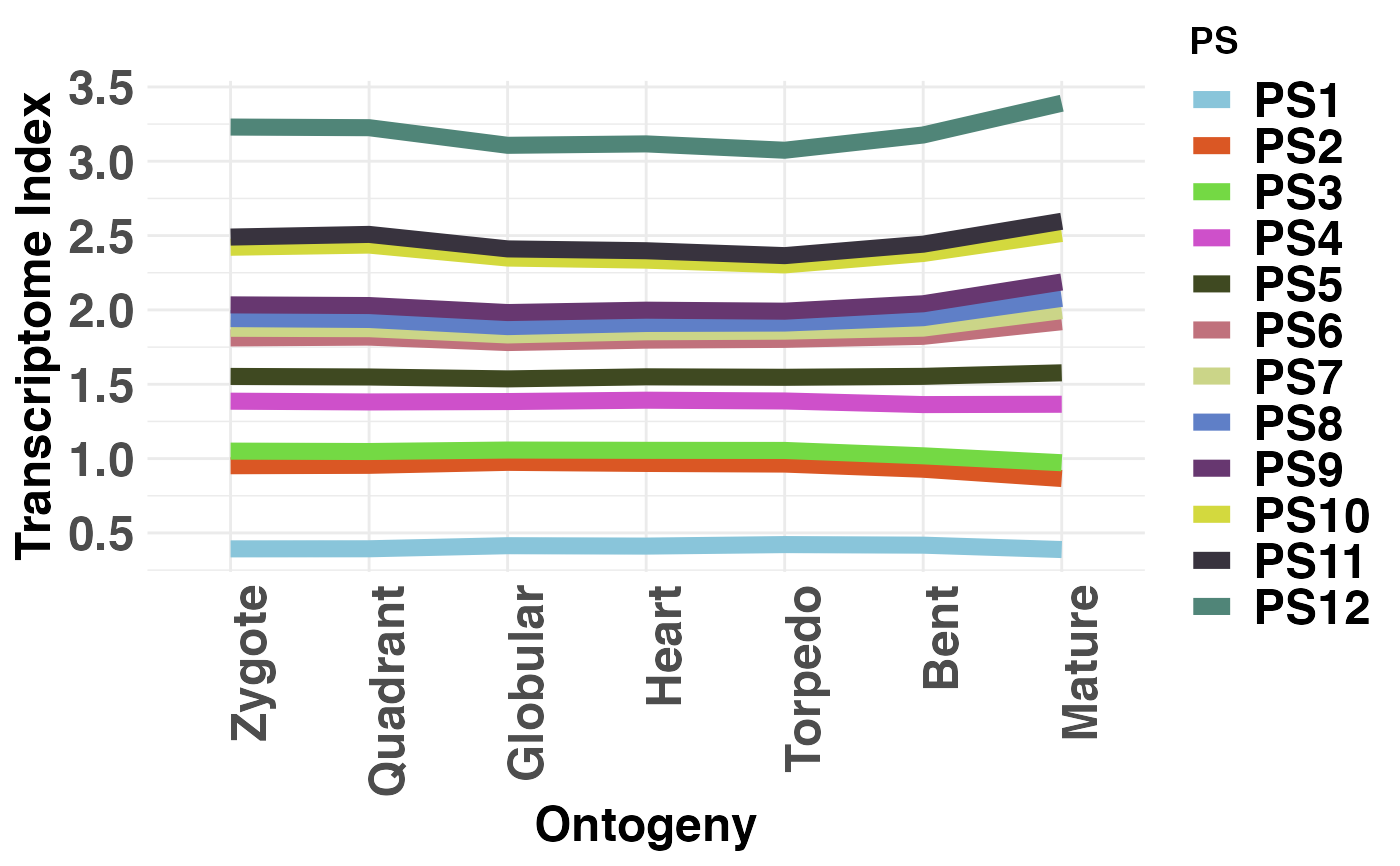 Transcriptome Index
3.5
3.0
2.5
2.0
1.5
1.0
0.5
Zygote
Quadrant
Globular
Heart
Torpedo
Bent
Mature
Ontogeny
PS
PS1
PS2
PS3
PS4
PS5
PS6
PS7
PS8
PS9
PS10
PS11
PS12